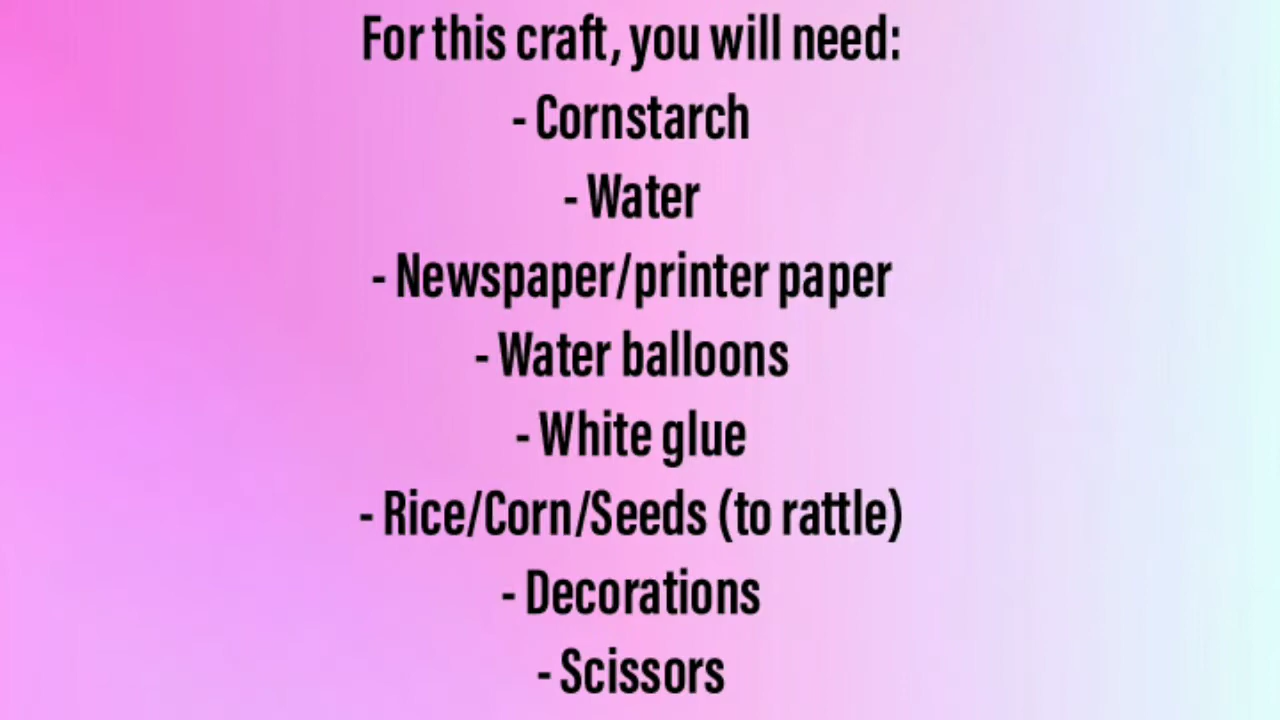 For this craft, you will need:
- Cornstarch
- Water
- Newspaper/printer paper
- Water balloons
- White glue
- Rice/Corn/Seeds (to rattle)
- Decorations
- Scissors